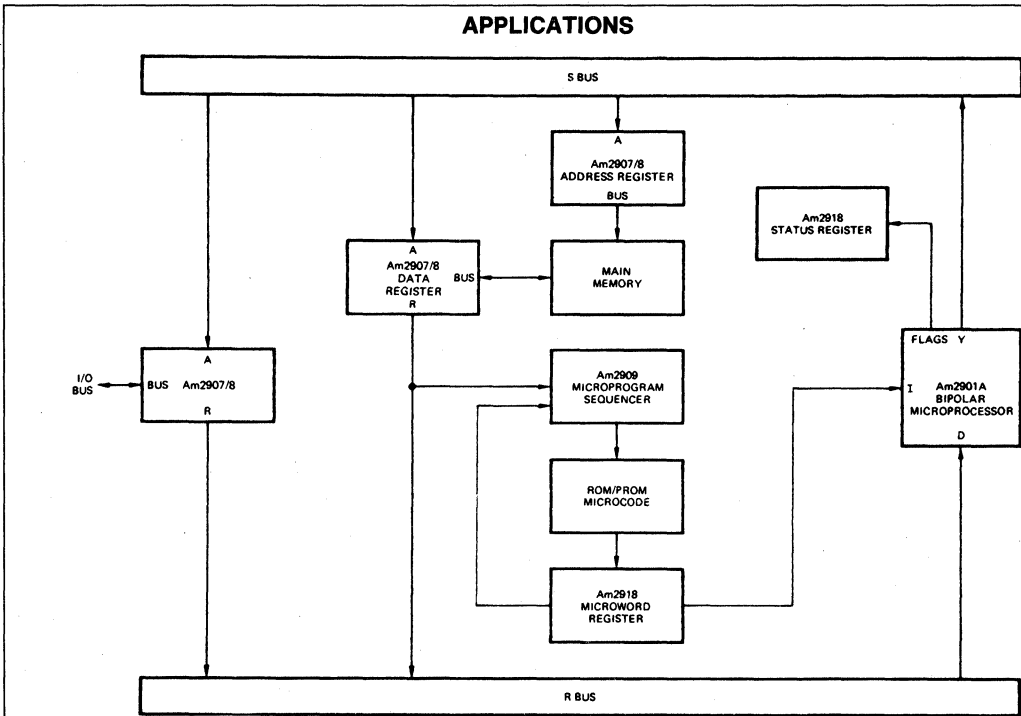 APPLICATIONS
S BUS
A
Am2907/8
ADDRESS REGISTER
BUS
Am2918
STATUS REGISTER
A
Am2907/8
DATA
REGISTER
R
BUS
MAIN
MEMORY
I/O
BUS
A
BUS Am2907/8
R
Am2909
MICROPROGRAM
SEQUENCER
FLAGS Y
I
Am2901A
BIPOLAR
MICROPROCESSOR
D
ROM/PROM
MICROCODE
Am2918
MICROWORD
REGISTER
R BUS